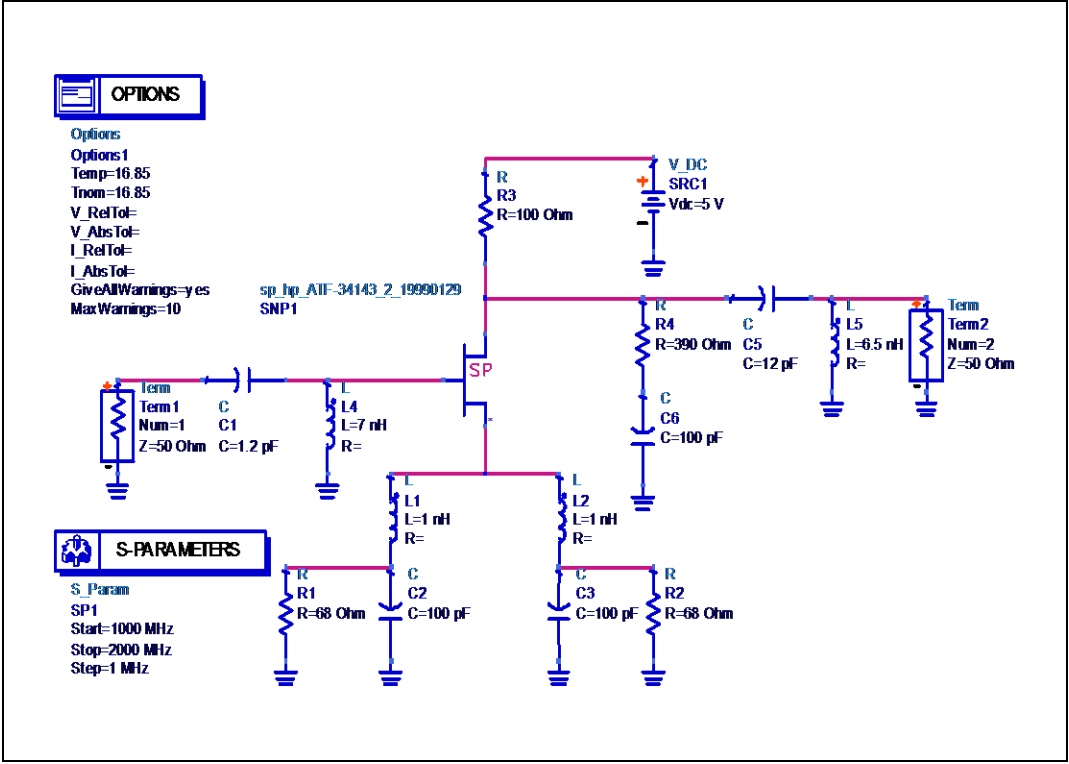 OPTIONS
Options
Options1
Temp=16.85
Tnom=16.85
V_RelTol=
V_AbsTol=
I_RelTol=
I_AbsTol=
GiveAllWarnings=yes
MaxWarnings=10
R
R3
R=100 Ohm
+
V_DC
SRC1
Vdc=5 V
-
sp_hp_ATF-34143_2_19990129
SNP1
SP
R
R4
R=390 Ohm
C
C5
C=12 pF
L
L5
L=6.5 nH
R=
+
Term
Term2
Num=2
Z=50 Ohm
-
C
C6
C=100 pF
+
Term
Term1
Num=1
Z=50 Ohm
-
C
C1
C=1.2 pF
L
L4
L=7 nH
R=
L
L1
L=1 nH
R=
L
L2
L=1 nH
R=
R
R1
R=68 Ohm
C
C2
C=100 pF
C
C3
C=100 pF
R
R2
R=68 Ohm
S-PARAMETERS
S_Param
SP1
Start=1000 MHz
Stop=2000 MHz
Step=1 MHz